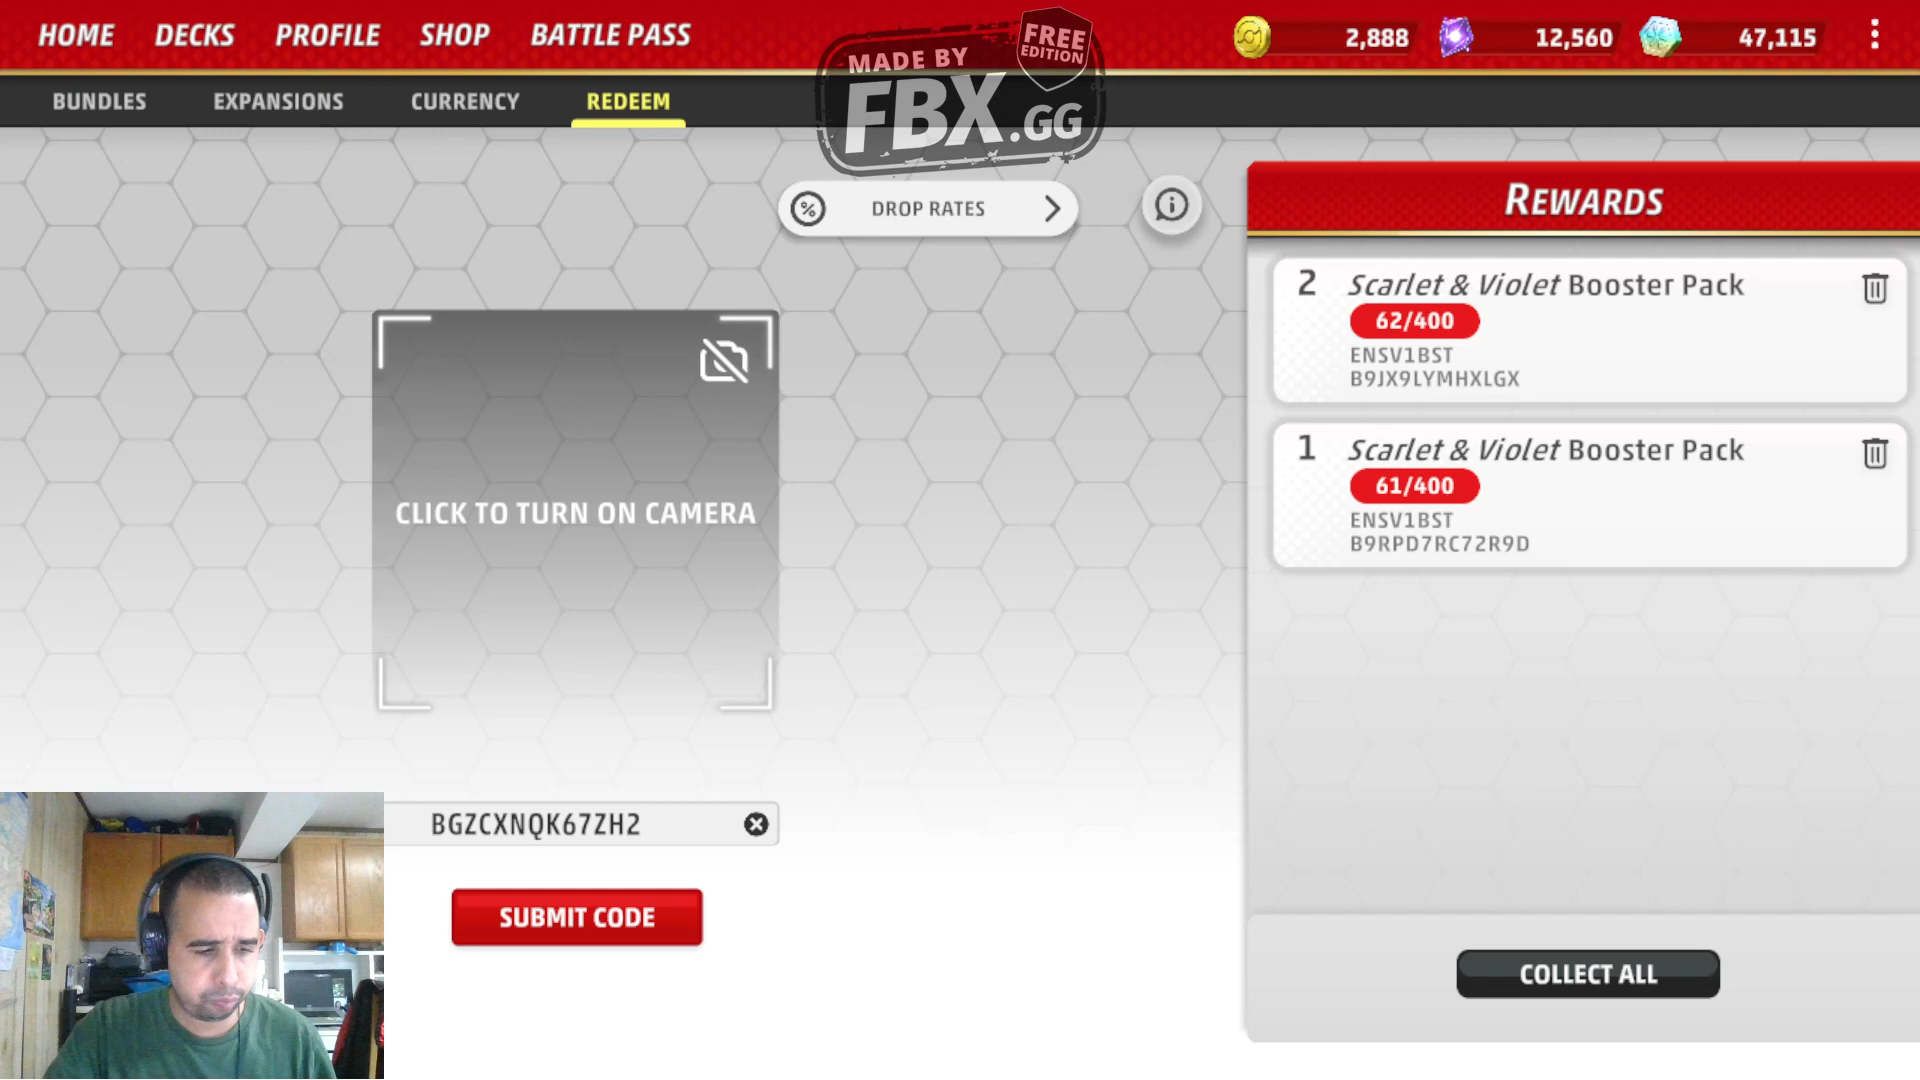 HOME DECKS PROFILE SHOP BATTLE PASS
2,888 12,560 47,115
MADE BY
FREE
EDITION
FBX.GG
BUNDLES EXPANSIONS CURRENCY REDEEM
% DROP RATES
REWARDS
2 Scarlet & Violet Booster Pack
62/400
ENSV1BST
B9JX9LYMHXLGX
1 Scarlet & Violet Booster Pack
61/400
ENSV1BST
B9RPD7RC72R9D
CLICK TO TURN ON CAMERA
BGZCXNQK67ZH2
SUBMIT CODE
COLLECT ALL